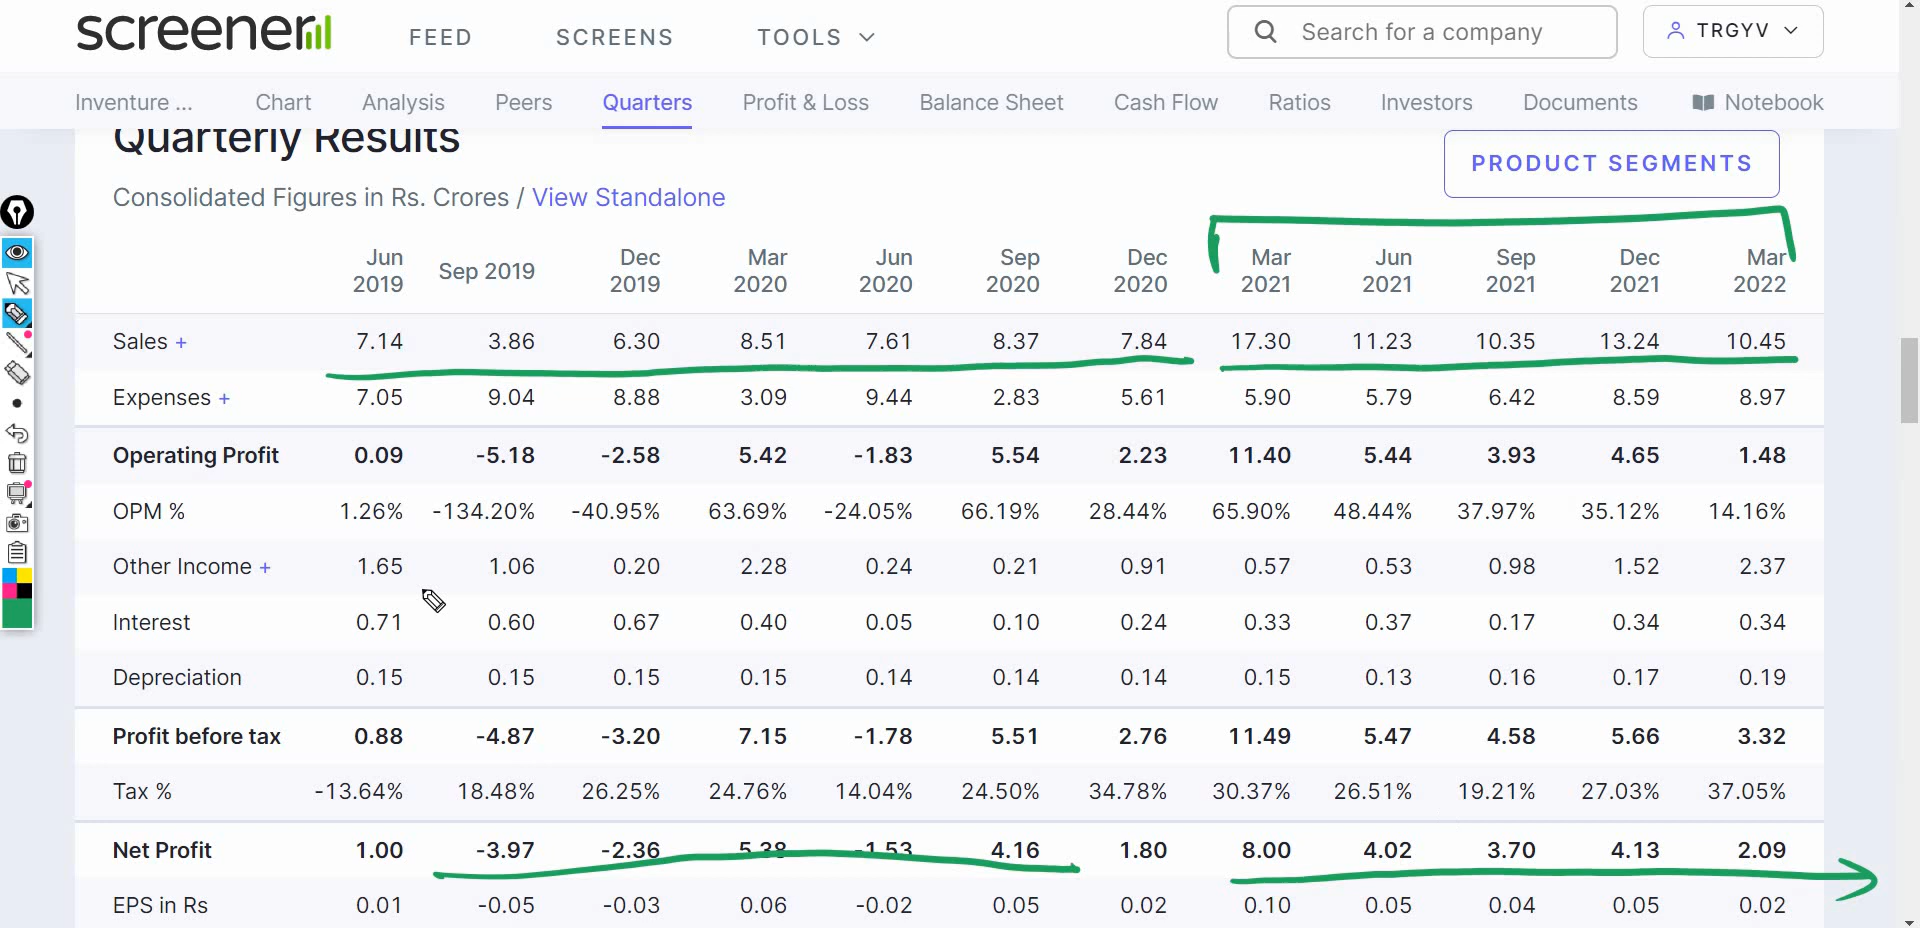 screener FEED SCREENS TOOLS Search for a company TRGYV
Inventure ... Chart Analysis Peers Quarters Profit & Loss Balance Sheet Cash Flow Ratios Investors Documents Notebook
Quarterly Results
PRODUCT SEGMENTS
Consolidated Figures in Rs. Crores / View Standalone
Jun 2019 Sep 2019 Dec 2019 Mar 2020 Jun 2020 Sep 2020 Dec 2020 Mar 2021 Jun 2021 Sep 2021 Dec 2021 Mar 2022
Sales + 7.14 3.86 6.30 8.51 7.61 8.37 7.84 17.30 11.23 10.35 13.24 10.45
Expenses + 7.05 9.04 8.88 3.09 9.44 2.83 5.61 5.90 5.79 6.42 8.59 8.97
Operating Profit 0.09 -5.18 -2.58 5.42 -1.83 5.54 2.23 11.40 5.44 3.93 4.65 1.48
OPM % 1.26% -134.20% -40.95% 63.69% -24.05% 66.19% 28.44% 65.90% 48.44% 37.97% 35.12% 14.16%
Other Income + 1.65 1.06 0.20 2.28 0.24 0.21 0.91 0.57 0.53 0.98 1.52 2.37
Interest 0.71 0.60 0.67 0.40 0.05 0.10 0.24 0.33 0.37 0.17 0.34 0.34
Depreciation 0.15 0.15 0.15 0.15 0.14 0.14 0.14 0.15 0.13 0.16 0.17 0.19
Profit before tax 0.88 -4.87 -3.20 7.15 -1.78 5.51 2.76 11.49 5.47 4.58 5.66 3.32
Tax % -13.64% 18.48% 26.25% 24.76% 14.04% 24.50% 34.78% 30.37% 26.51% 19.21% 27.03% 37.05%
Net Profit 1.00 -3.97 -2.36 5.38 -1.53 4.16 1.80 8.00 4.02 3.70 4.13 2.09
EPS in Rs 0.01 -0.05 -0.03 0.06 -0.02 0.05 0.02 0.10 0.05 0.04 0.05 0.02